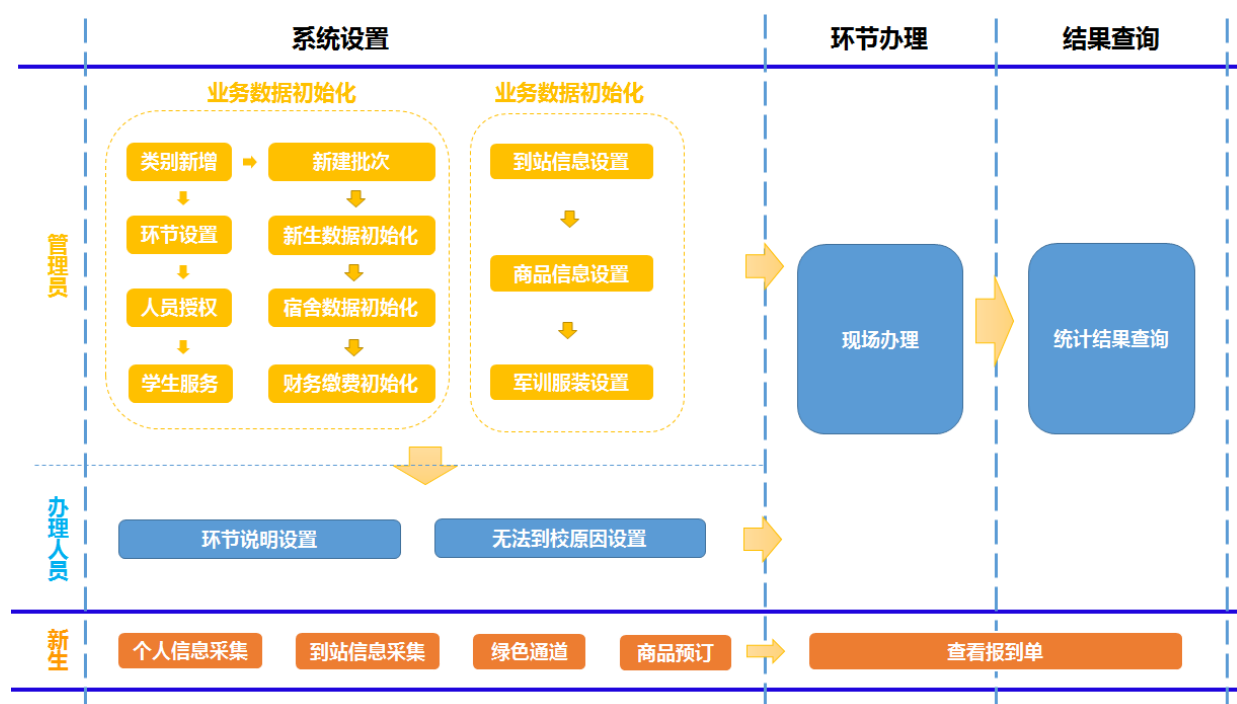 系统设置
环节办理
结果查询
业务数据初始化
业务数据初始化
管理员
类别新增
新建批次
到站信息设置
环节设置
新生数据初始化
商品信息设置
人员授权
宿舍数据初始化
学生服务
财务缴费初始化
军训服装设置
现场办理
统计结果查询
办理人员
环节说明设置
无法到校原因设置
新生
个人信息采集
到站信息采集
绿色通道
商品预订
查看报到单